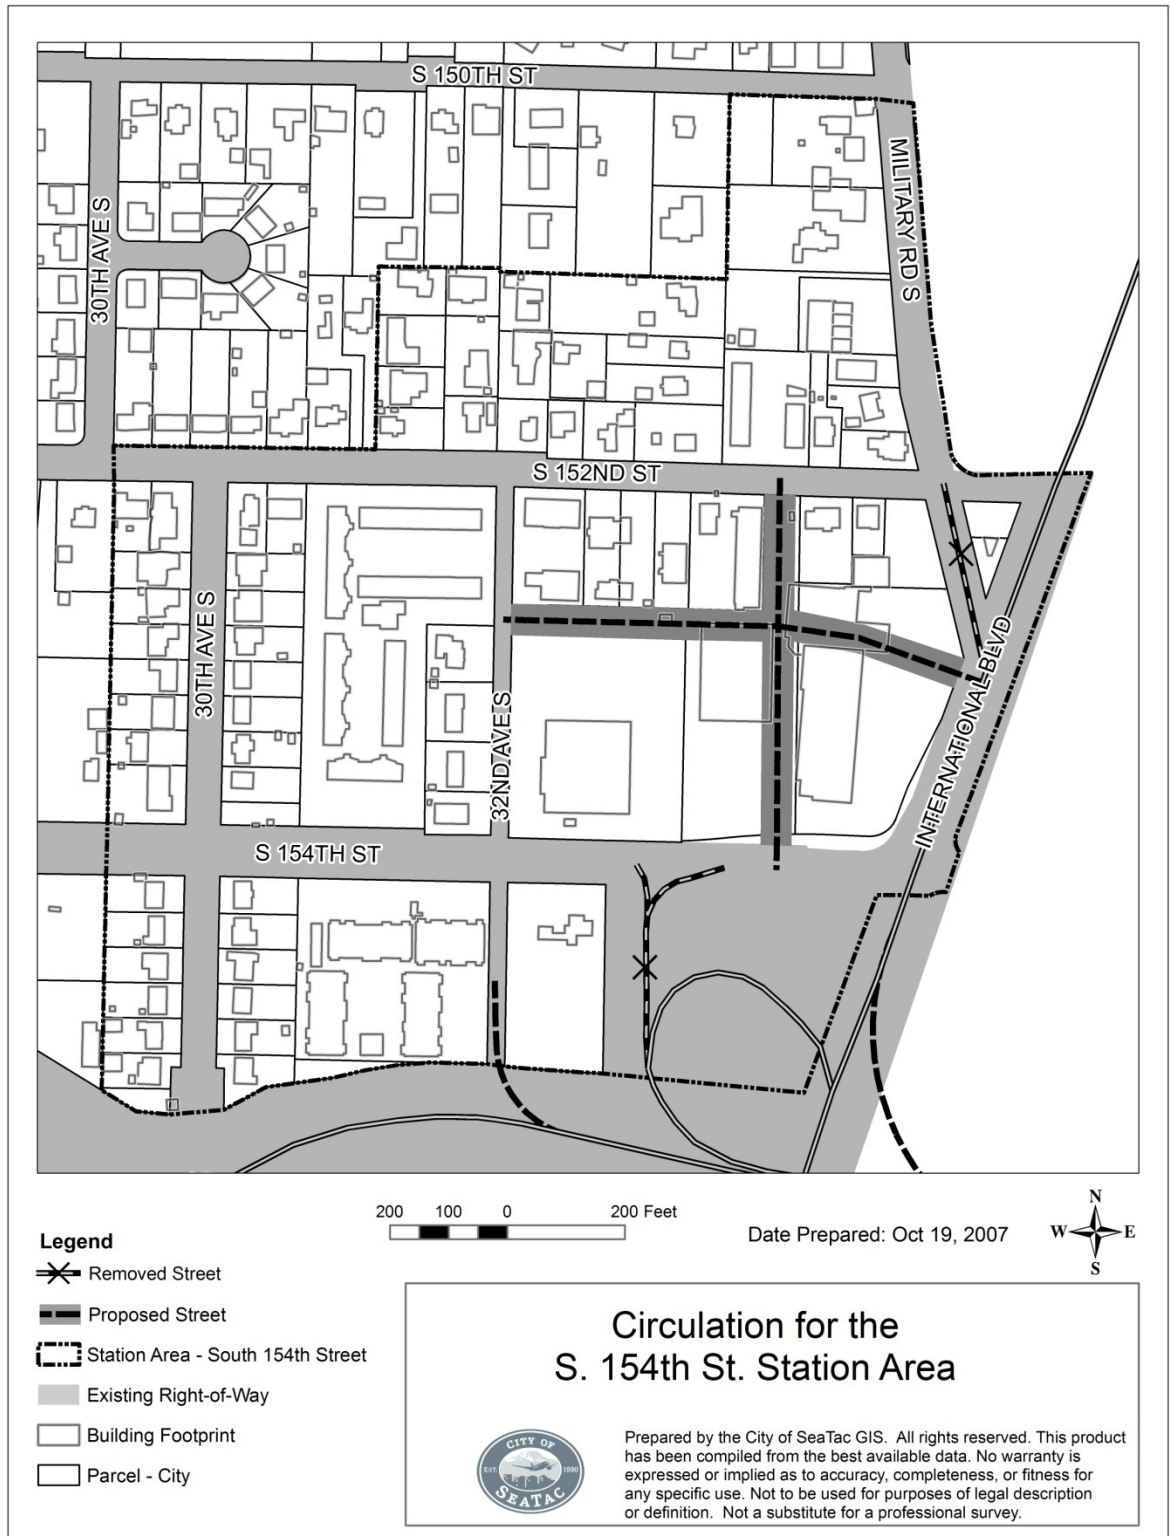 S 150TH ST
MILITARY RD S
30TH AVE S
S 152ND ST
30TH AVE S
32ND AVE S
INTERNATIONAL BLVD
S 154TH ST
200 100 0 200 Feet
Date Prepared: Oct 19, 2007
N
W E
S
Legend
Removed Street
Proposed Street
Station Area - South 154th Street
Existing Right-of-Way
Building Footprint
Parcel - City
Circulation for the
S. 154th St. Station Area
CITY OF
EST. 1990
SEATAC
Prepared by the City of SeaTac GIS. All rights reserved. This product
has been compiled from the best available data. No warranty is
expressed or implied as to accuracy, completeness, or fitness for
any specific use. Not to be used for purposes of legal description
or definition. Not a substitute for a professional survey.